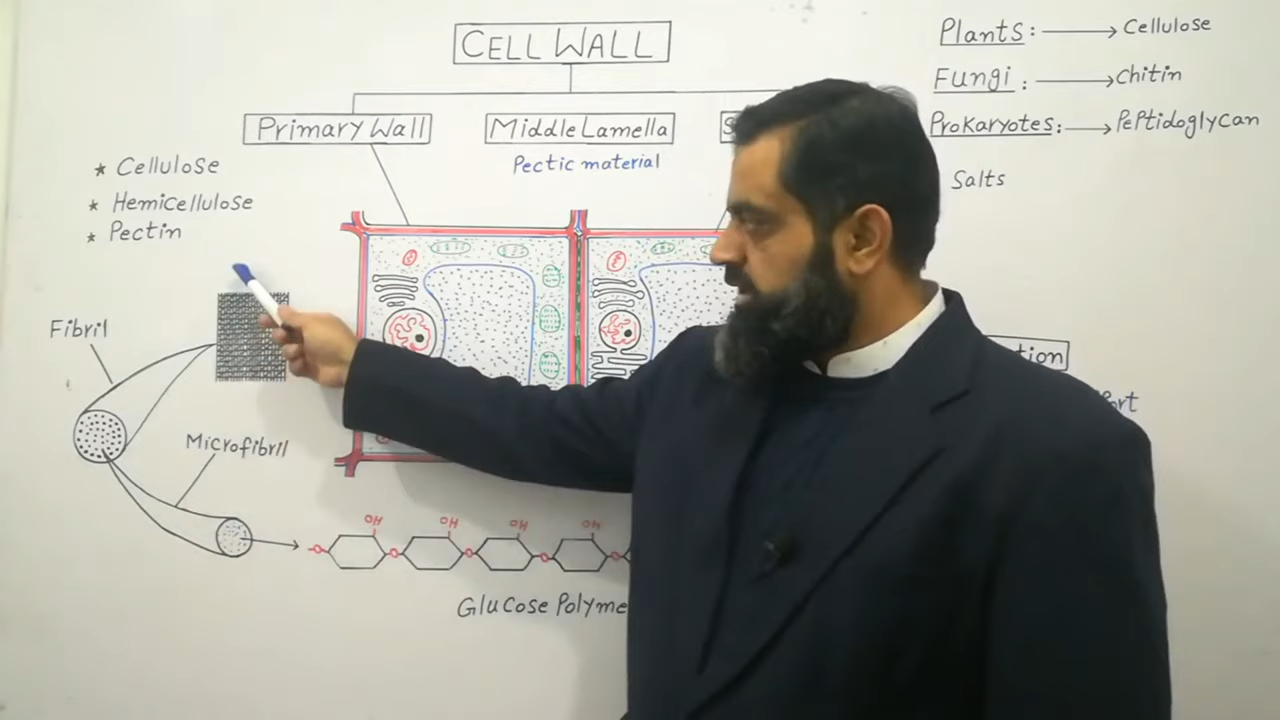 CELL WALL
Plants: → Cellulose
Fungi : → Chitin
Prokaryotes: → Peptidoglycan
Primary Wall
Middle Lamella
Pectic material
Salts
* Cellulose
* Hemicellulose
* Pectin
Fibril
Microfibril
OH OH OH OH
O O O O O
Glucose Polyme